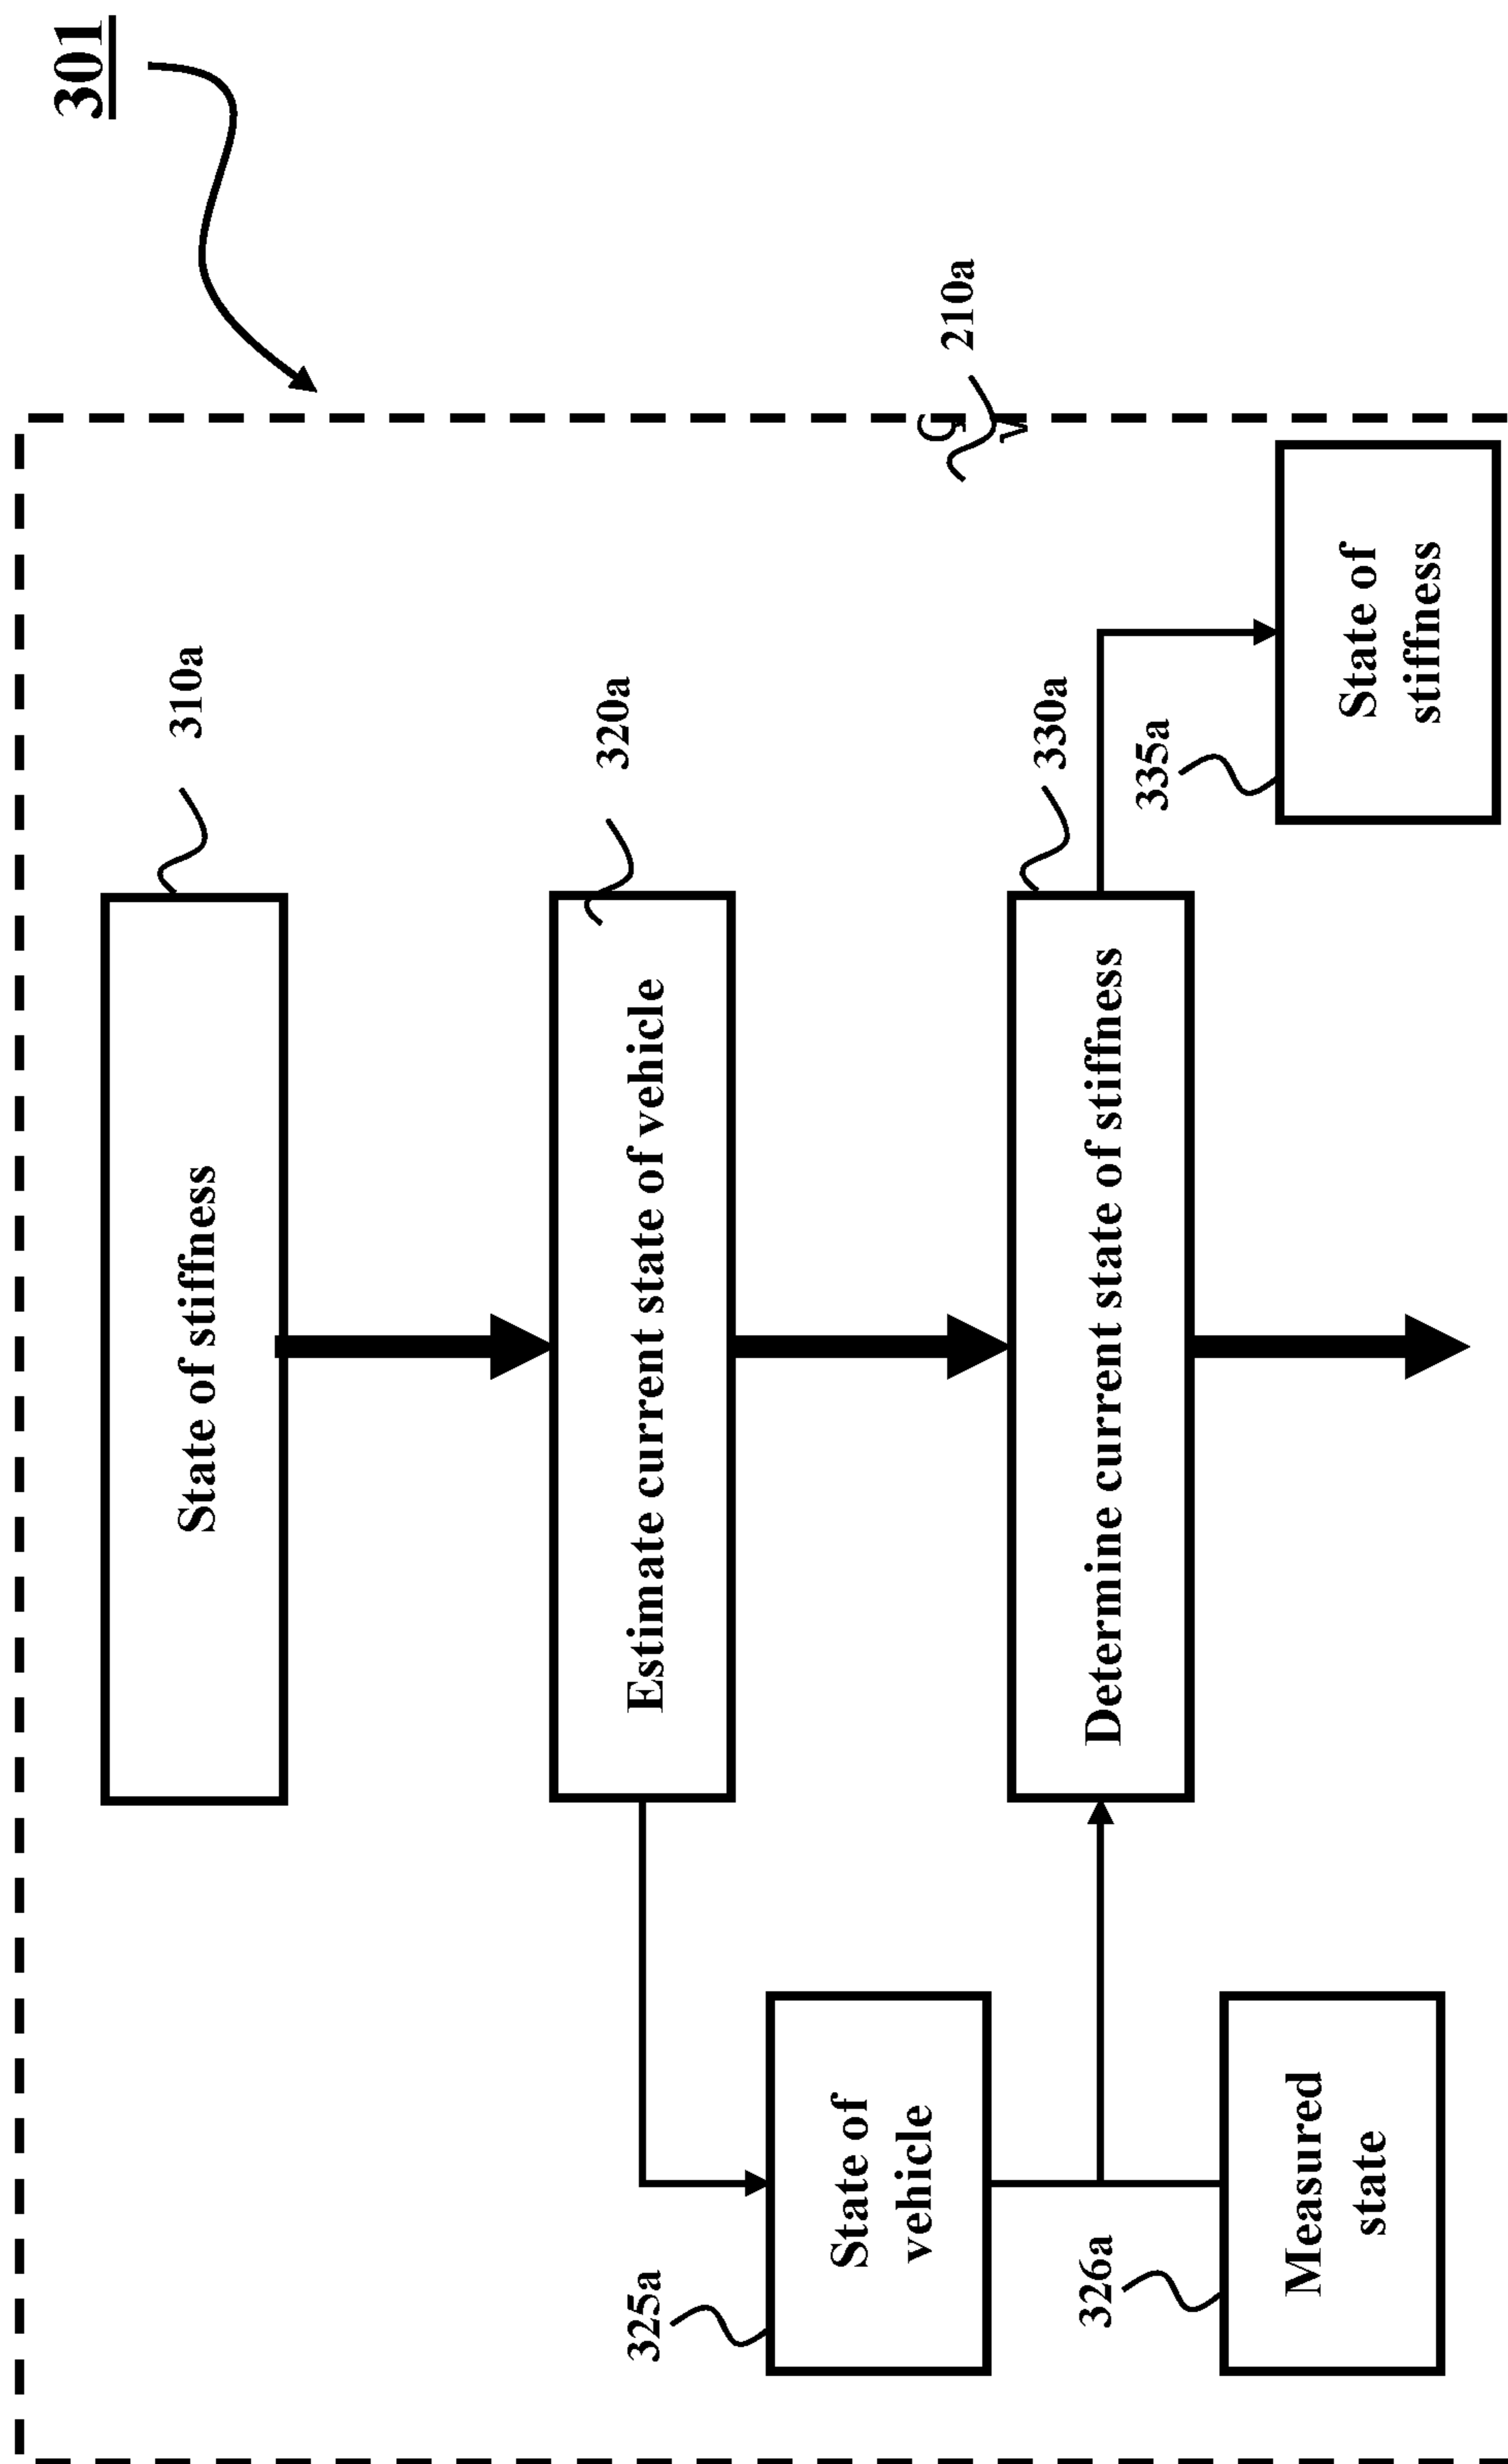 301
310a
State of stiffness
320a
Estimate current state of vehicle
325a
State of
vehicle
210a
330a
Determine current state of stiffness
326a
Measured
state
335a
State of
stiffness